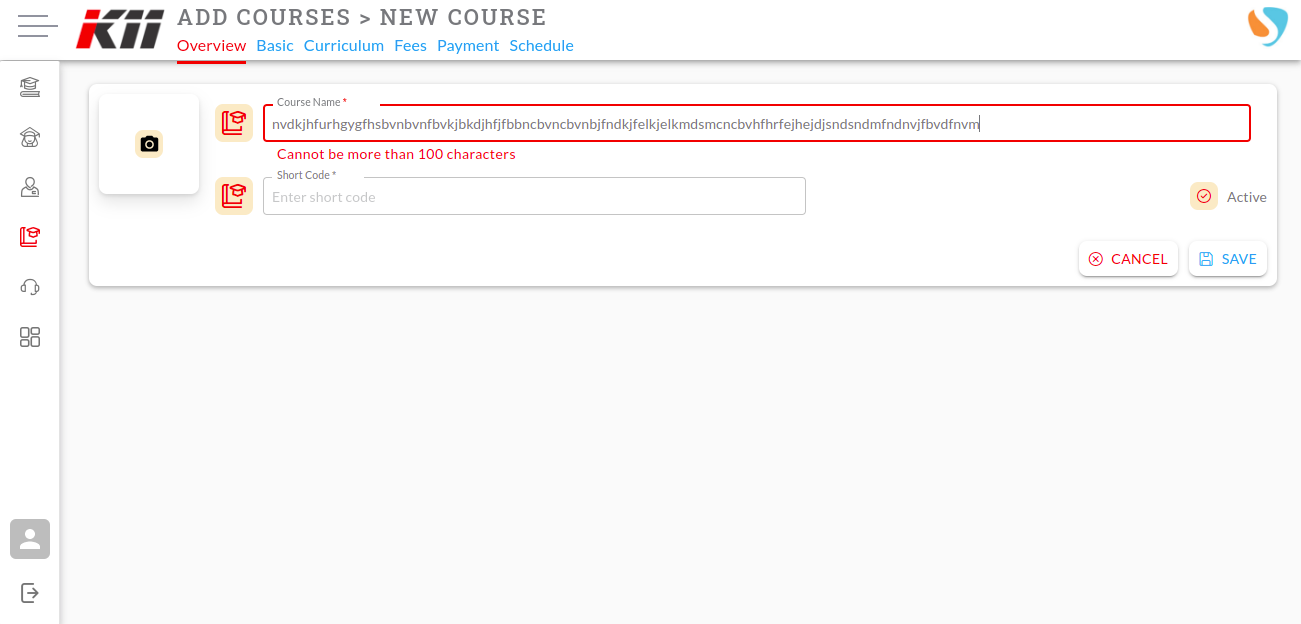 KII
ADD COURSES > NEW COURSE
Overview Basic Curriculum Fees Payment Schedule
Course Name *
nvdkjhfurhgygfhsbvnbvnfbvkjbkdjhfjfbbncbvncbvnbjfndkjfelkjelkmdsmcncbvhfhrfejhejdjsndsndmfndnvjfbvdfnvm
Cannot be more than 100 characters
Short Code *
Enter short code
Active
CANCEL
SAVE